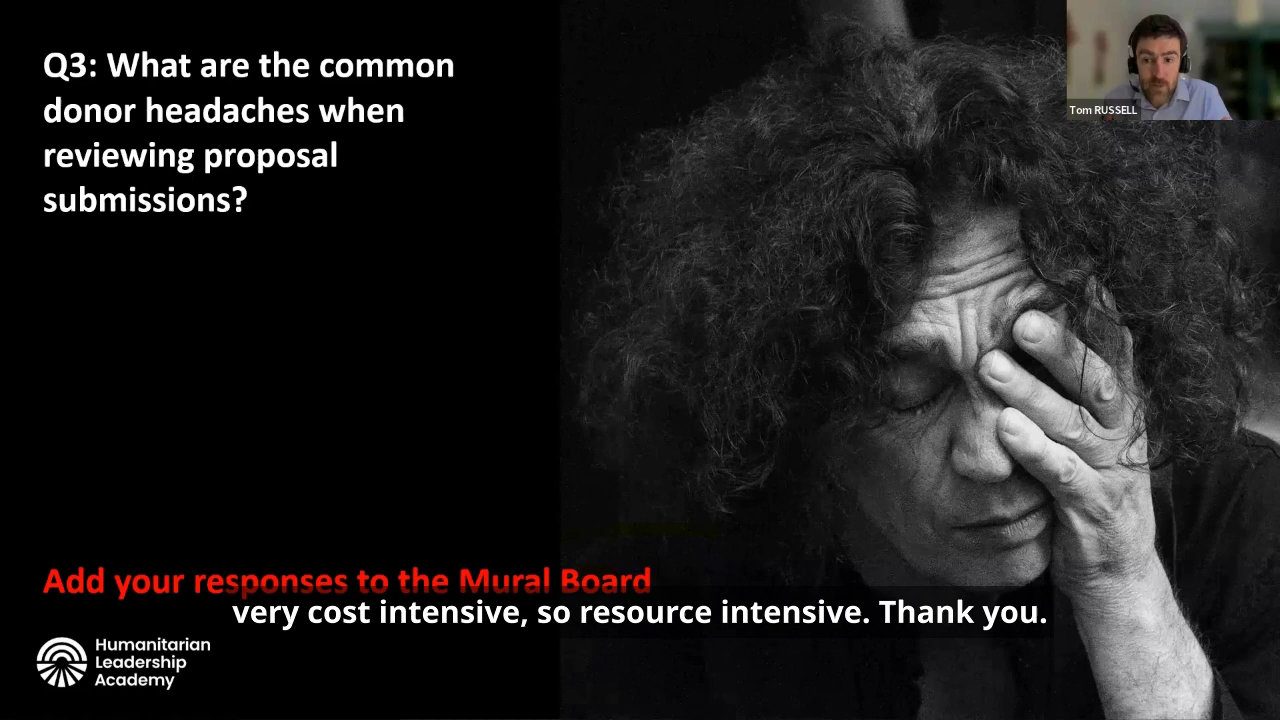 Q3: What are the common
donor headaches when
reviewing proposal
submissions?
Tom RUSSELL
Add your responses to the Mural Board
very cost intensive, so resource intensive. Thank you.
Humanitarian
Leadership
Academy